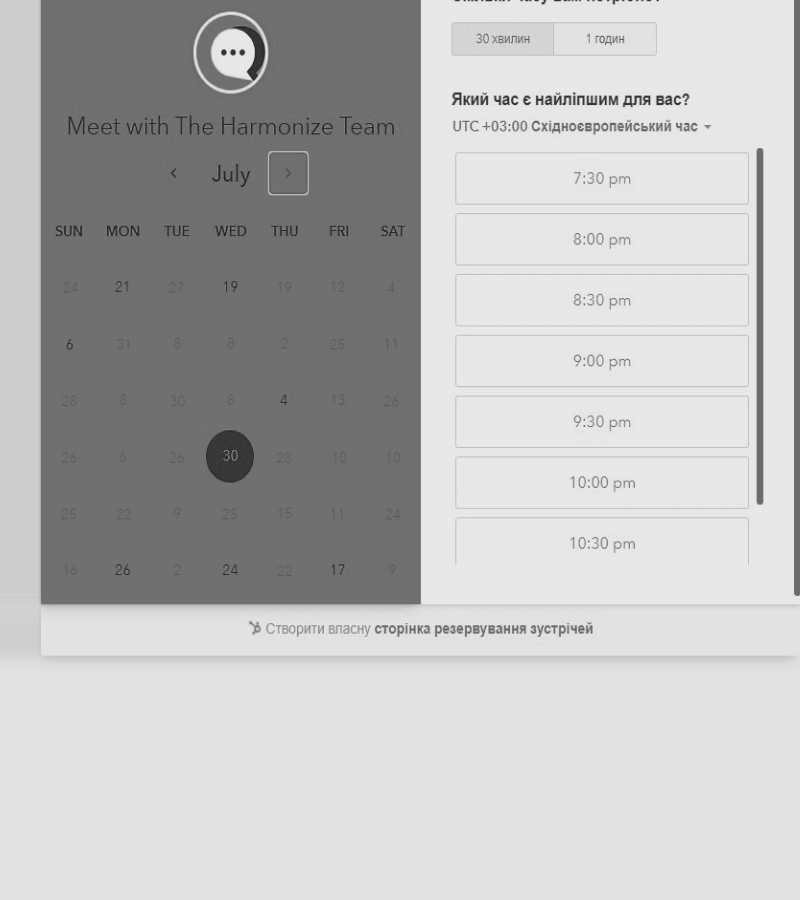 Meet with The Harmonize Team
July
SUN MON TUE WED THU FRI SAT
24 21 27 19 19 12 4
6 31 8 8 2 25 11
28 8 30 8 4 13 26
26 6 26 30 28 10 10
25 22 9 25 15 11 24
16 26 2 24 22 17 9
30 хвилин 1 годин
Який час є найліпшим для вас?
UTC +03:00 Східноєвропейський час
7:30 pm
8:00 pm
8:30 pm
9:00 pm
9:30 pm
10:00 pm
10:30 pm
Створити власну сторінка резервування зустрічей